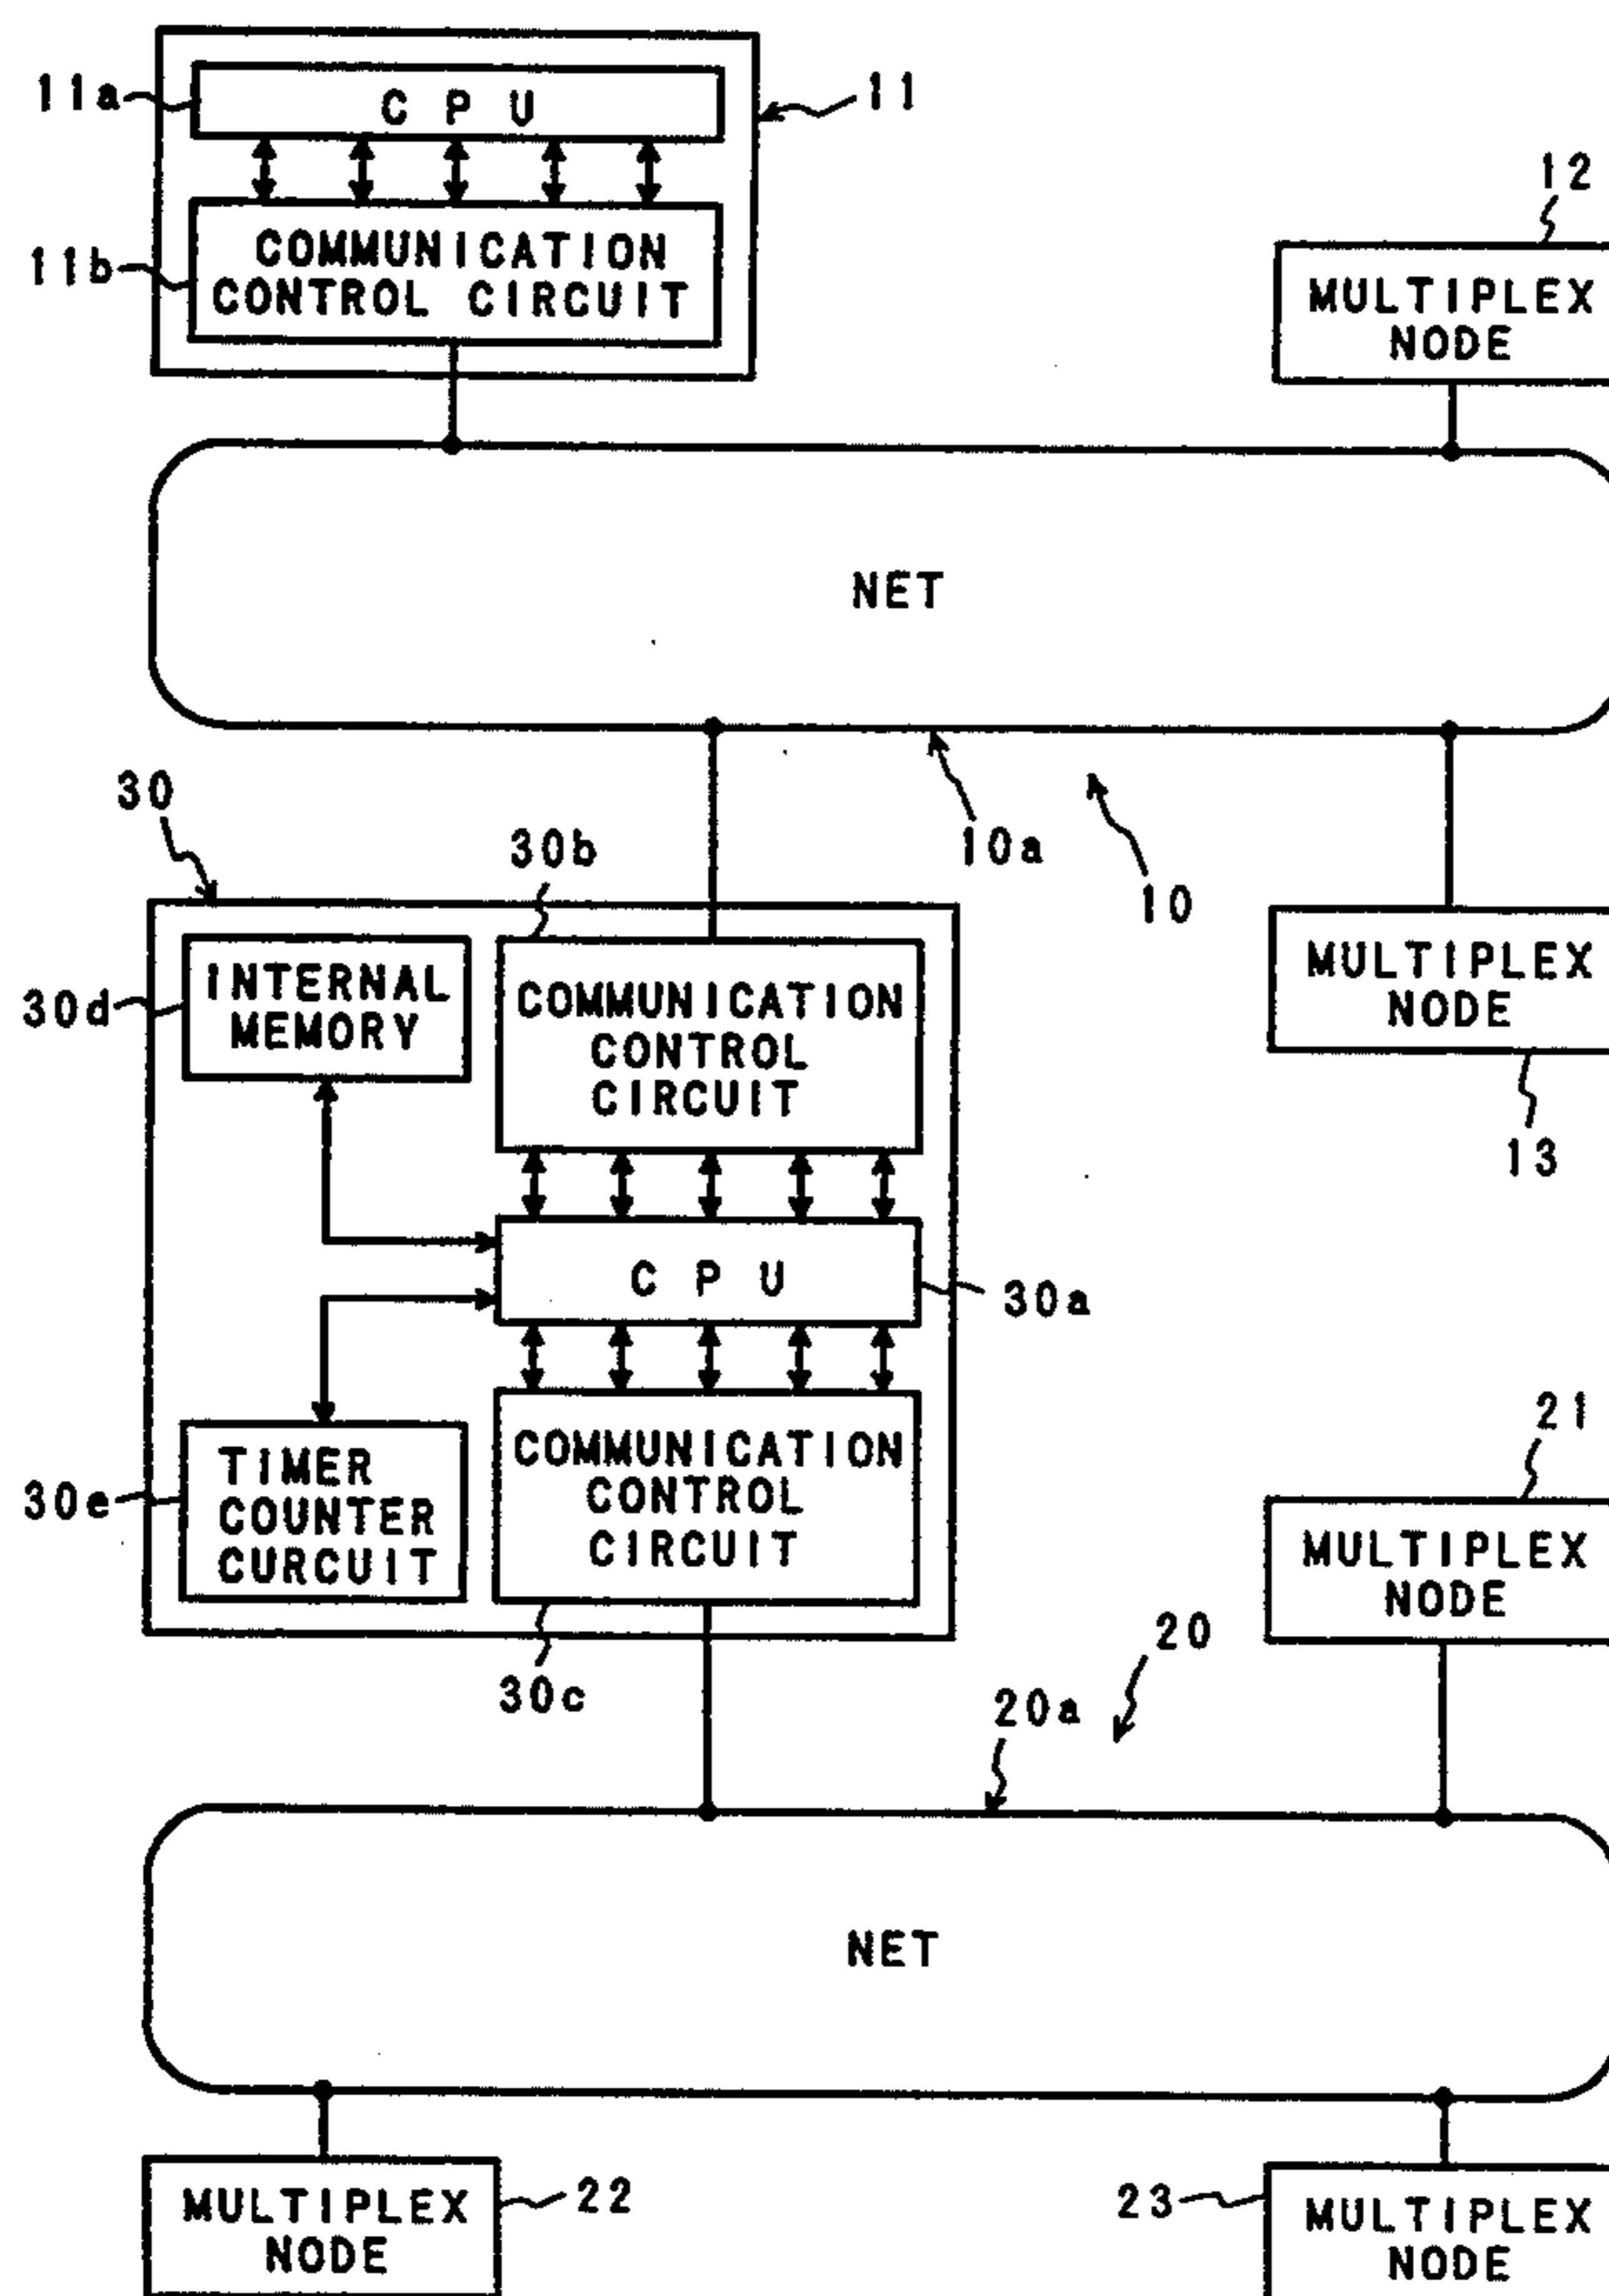 11a
C P U
11
11b
COMMUNICATION
CONTROL CIRCUIT
12
MULTIPLEX
NODE
NET
30
30b
10a
10
30d
INTERNAL
MEMORY
COMMUNICATION
CONTROL
CIRCUIT
MULTIPLEX
NODE
13
C P U
30a
30e
TIMER
COUNTER
CURCUIT
COMMUNICATION
CONTROL
CIRCUIT
21
MULTIPLEX
NODE
30c
20a
20
NET
MULTIPLEX
NODE
22
23
MULTIPLEX
NODE